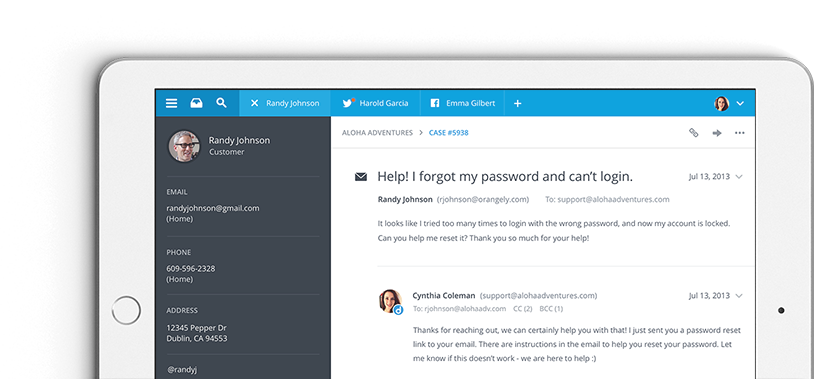 Randy Johnson
Harold Garcia
Emma Gilbert
Randy Johnson
Customer
EMAIL
randyjohnson@gmail.com
(Home)
PHONE
609-596-2328
(Home)
ADDRESS
12345 Pepper Dr
Dublin, CA 94553
@randyj
ALOHA ADVENTURES > CASE #5938
Help! I forgot my password and can't login.
Jul 13, 2013
Randy Johnson (rjohnson@orangely.com) To: support@alohaadventures.com
It looks like I tried too many times to login with the wrong password, and now my account is locked.
Can you help me reset it? Thank you so much for your help!
Cynthia Coleman (support@alohaadventures.com)
Jul 13, 2013
To: rjohnson@alohaadv.com CC (2) BCC (1)
Thanks for reaching out, we can certainly help you with that! I just sent you a password reset
link to your email. There are instructions in the email to help you reset your password. Let
me know if this doesn't work - we are here to help :)